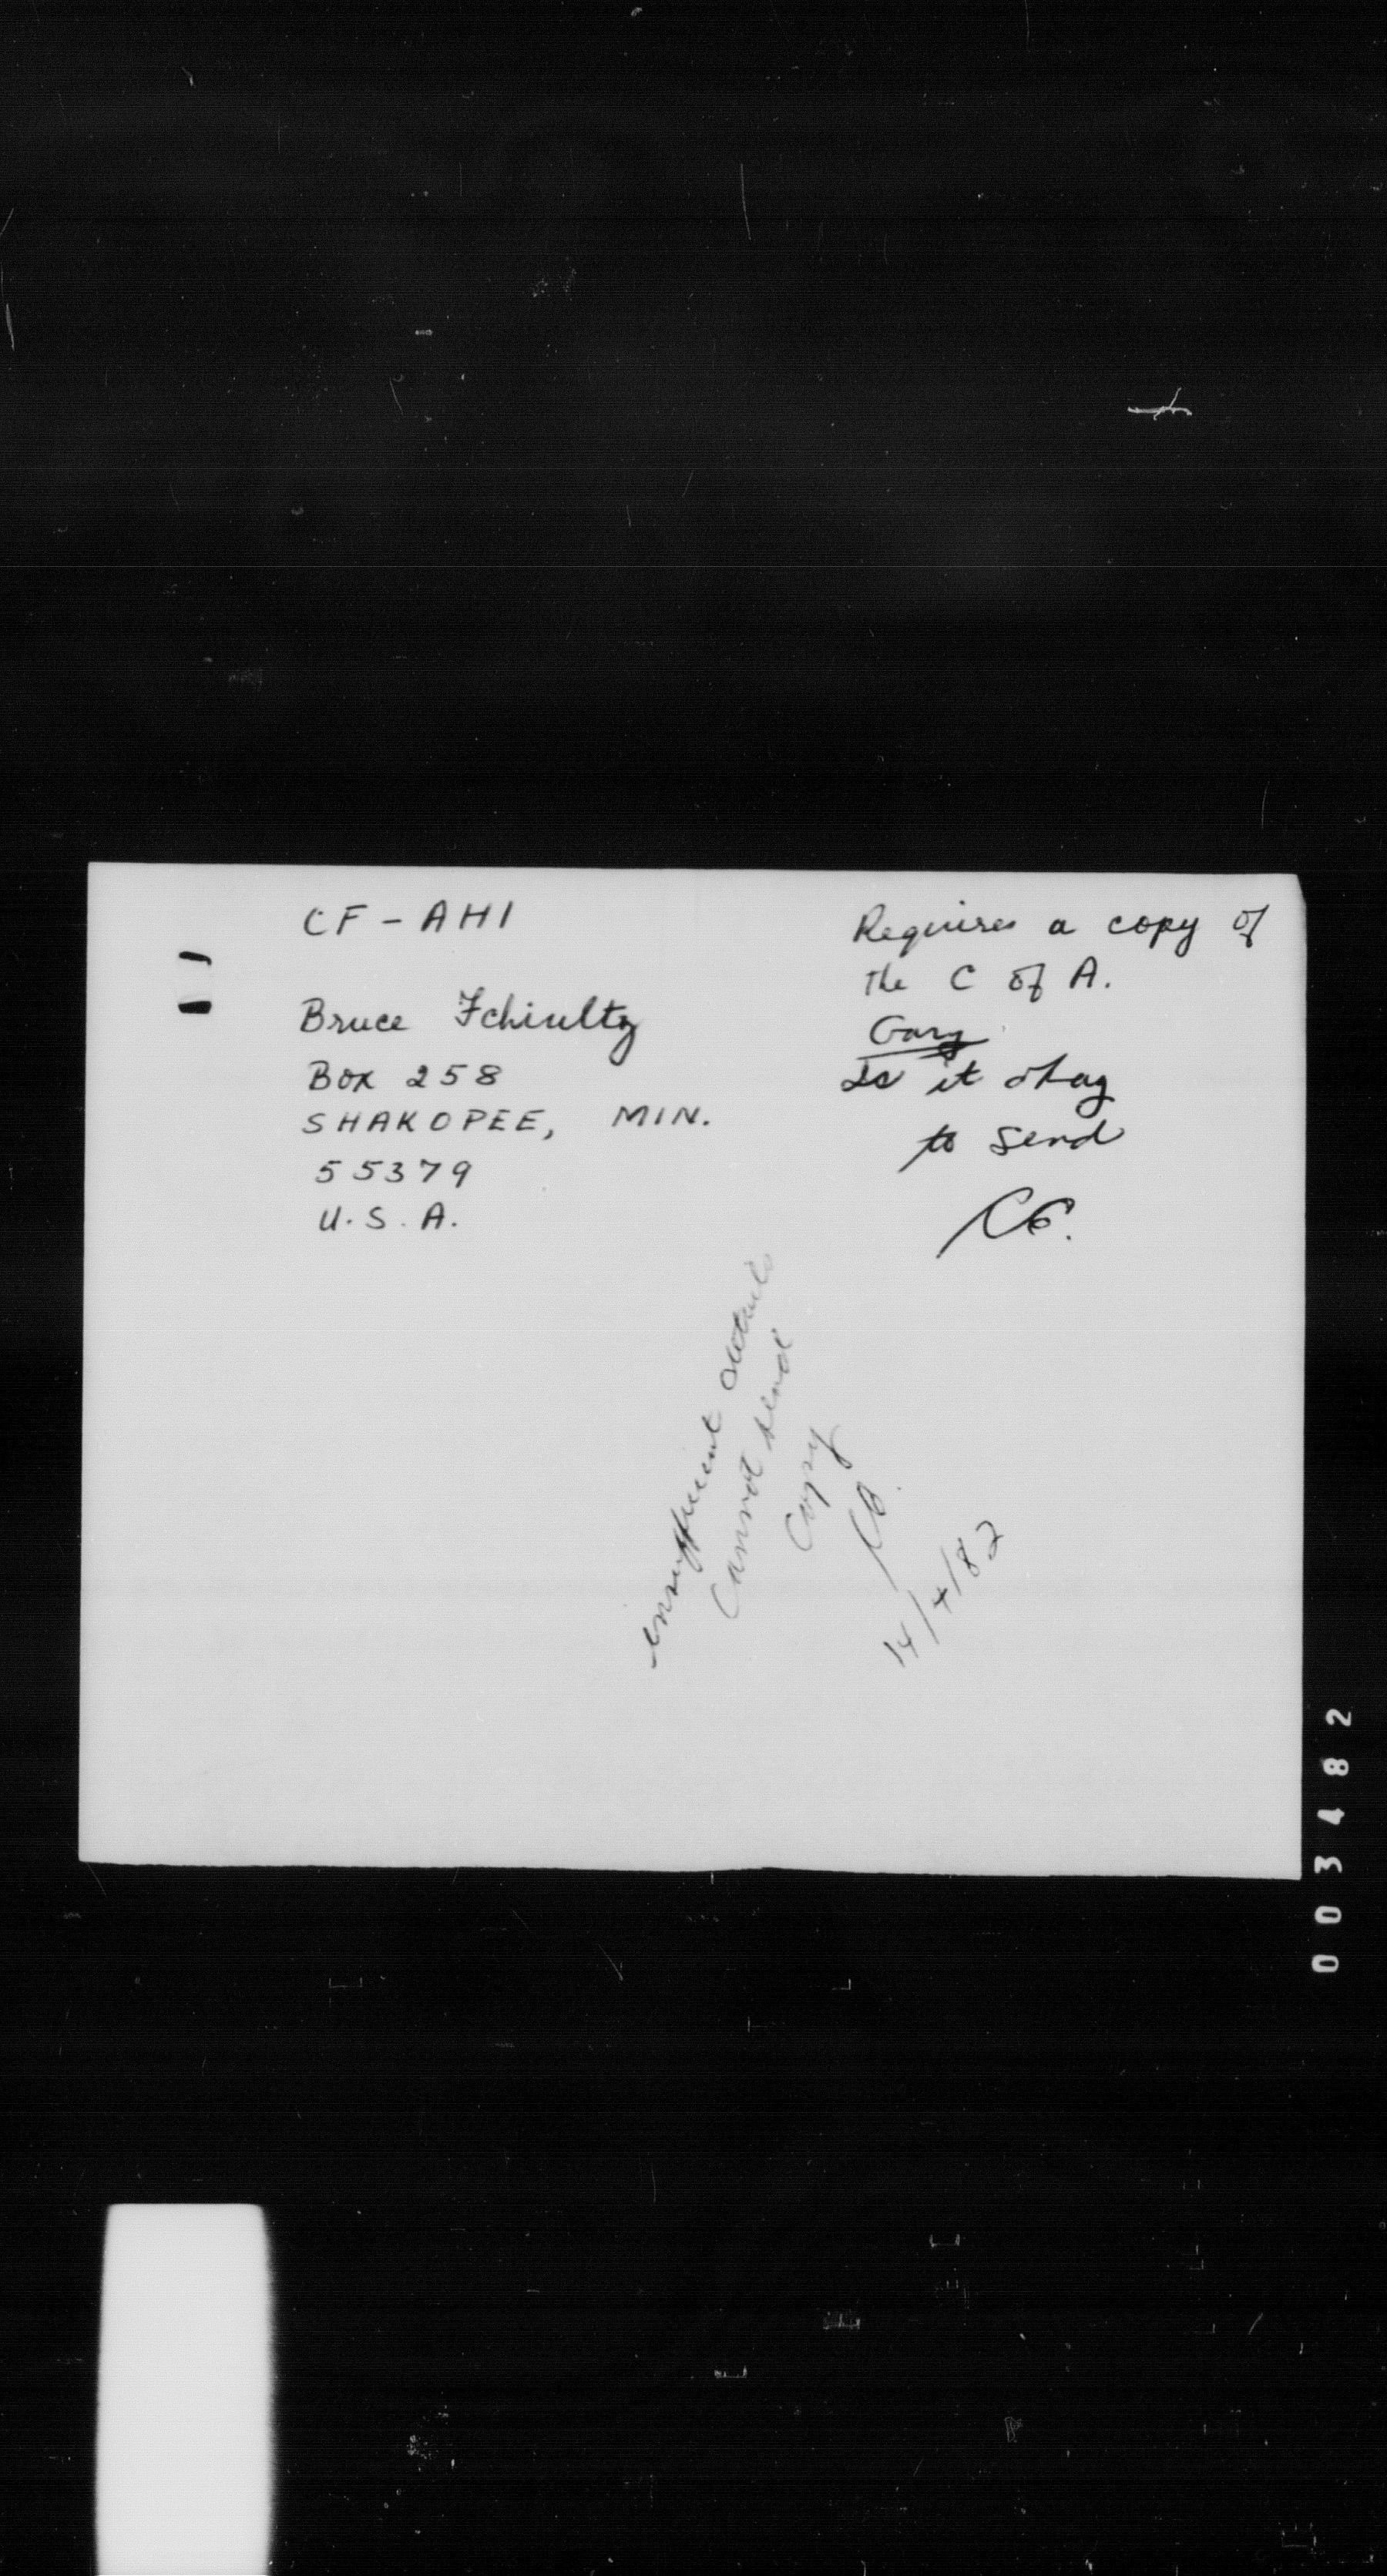 CF-AHI
Bruce Schiultz
Box 258
SHAKOPEE, MIN.
55379
U.S.A.
Requires a copy of
the C of A.
Gary
Is it okay
to send
insufficient details
Cannot send
Copy
14/4/82
003482